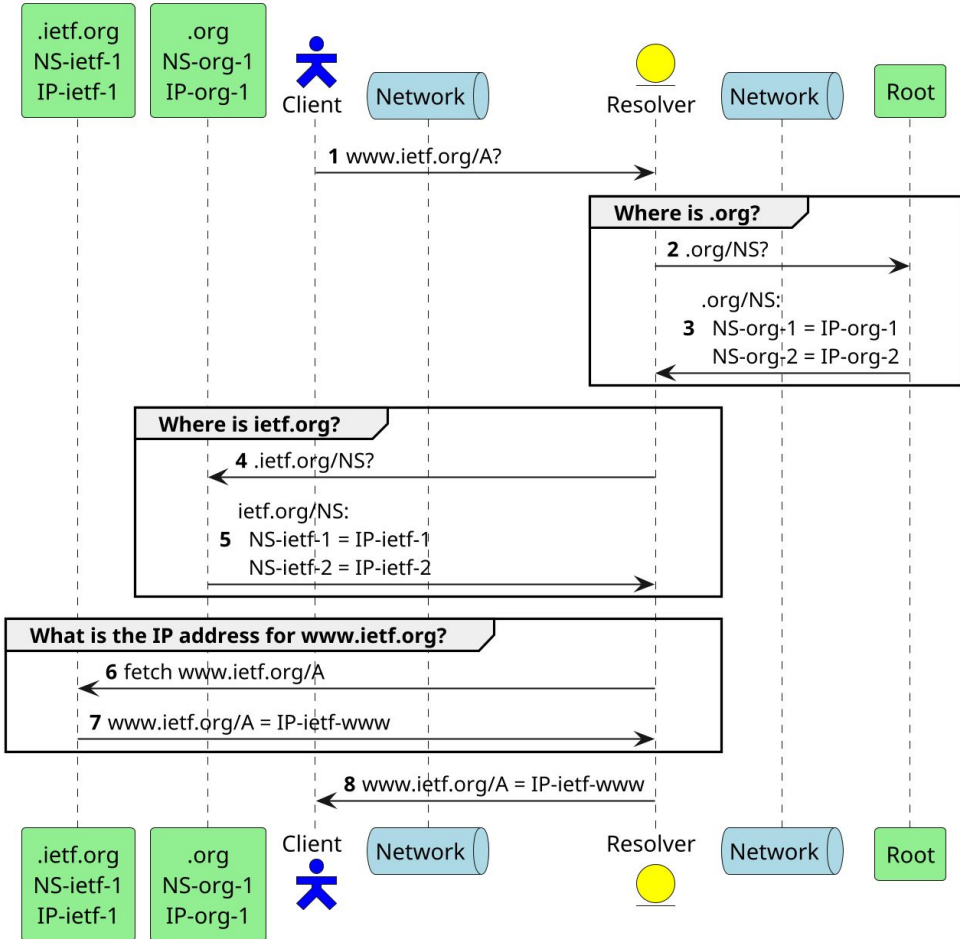 .ietf.org
NS-ietf-1
IP-ietf-1
.org
NS-org-1
IP-org-1
Client
Network
Resolver
Network
Root
1 www.ietf.org/A?
Where is .org?
2 .org/NS?
.org/NS:
3 NS-org-1 = IP-org-1
NS-org-2 = IP-org-2
Where is ietf.org?
4 .ietf.org/NS?
ietf.org/NS:
5 NS-ietf-1 = IP-ietf-1
NS-ietf-2 = IP-ietf-2
What is the IP address for www.ietf.org?
6 fetch www.ietf.org/A
7 www.ietf.org/A = IP-ietf-www
8 www.ietf.org/A = IP-ietf-www
.ietf.org
NS-ietf-1
IP-ietf-1
.org
NS-org-1
IP-org-1
Client
Network
Resolver
Network
Root